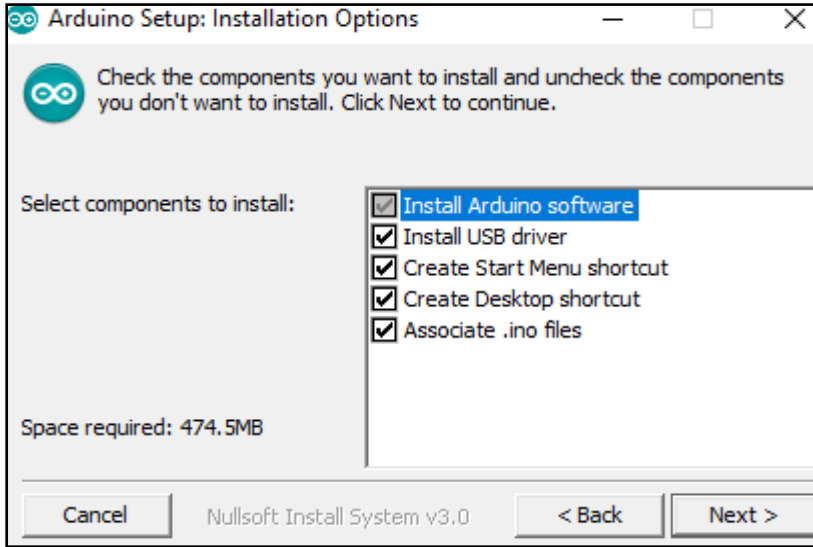 Arduino Setup: Installation Options
Check the components you want to install and uncheck the components
you don't want to install. Click Next to continue.
Select components to install:
Install Arduino software
Install USB driver
Create Start Menu shortcut
Create Desktop shortcut
Associate .ino files
Space required: 474.5MB
Cancel
Nullsoft Install System v3.0
< Back
Next >